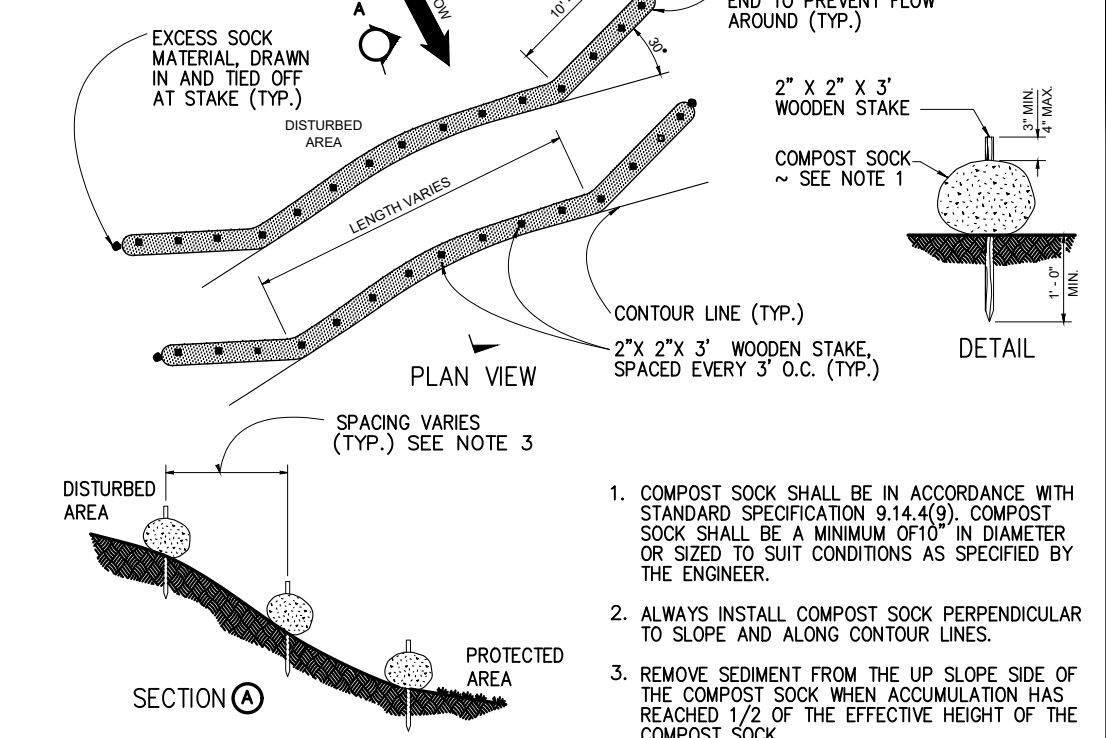 A
OW
10'
END TO PREVENT FLOW
AROUND (TYP.)
30°
EXCESS SOCK
MATERIAL, DRAWN
IN AND TIED OFF
AT STAKE (TYP.)
DISTURBED
AREA
LENGTH VARIES
2" X 2" X 3'
WOODEN STAKE
3" MIN.
4" MAX.
COMPOST SOCK
~ SEE NOTE 1
1' - 0"
MIN.
DETAIL
CONTOUR LINE (TYP.)
2"X 2"X 3' WOODEN STAKE,
SPACED EVERY 3' O.C. (TYP.)
PLAN VIEW
SPACING VARIES
(TYP.) SEE NOTE 3
DISTURBED
AREA
PROTECTED
AREA
SECTION A
1. COMPOST SOCK SHALL BE IN ACCORDANCE WITH
STANDARD SPECIFICATION 9.14.4(9). COMPOST
SOCK SHALL BE A MINIMUM OF10" IN DIAMETER
OR SIZED TO SUIT CONDITIONS AS SPECIFIED BY
THE ENGINEER.
2. ALWAYS INSTALL COMPOST SOCK PERPENDICULAR
TO SLOPE AND ALONG CONTOUR LINES.
3. REMOVE SEDIMENT FROM THE UP SLOPE SIDE OF
THE COMPOST SOCK WHEN ACCUMULATION HAS
REACHED 1/2 OF THE EFFECTIVE HEIGHT OF THE
COMPOST SOCK